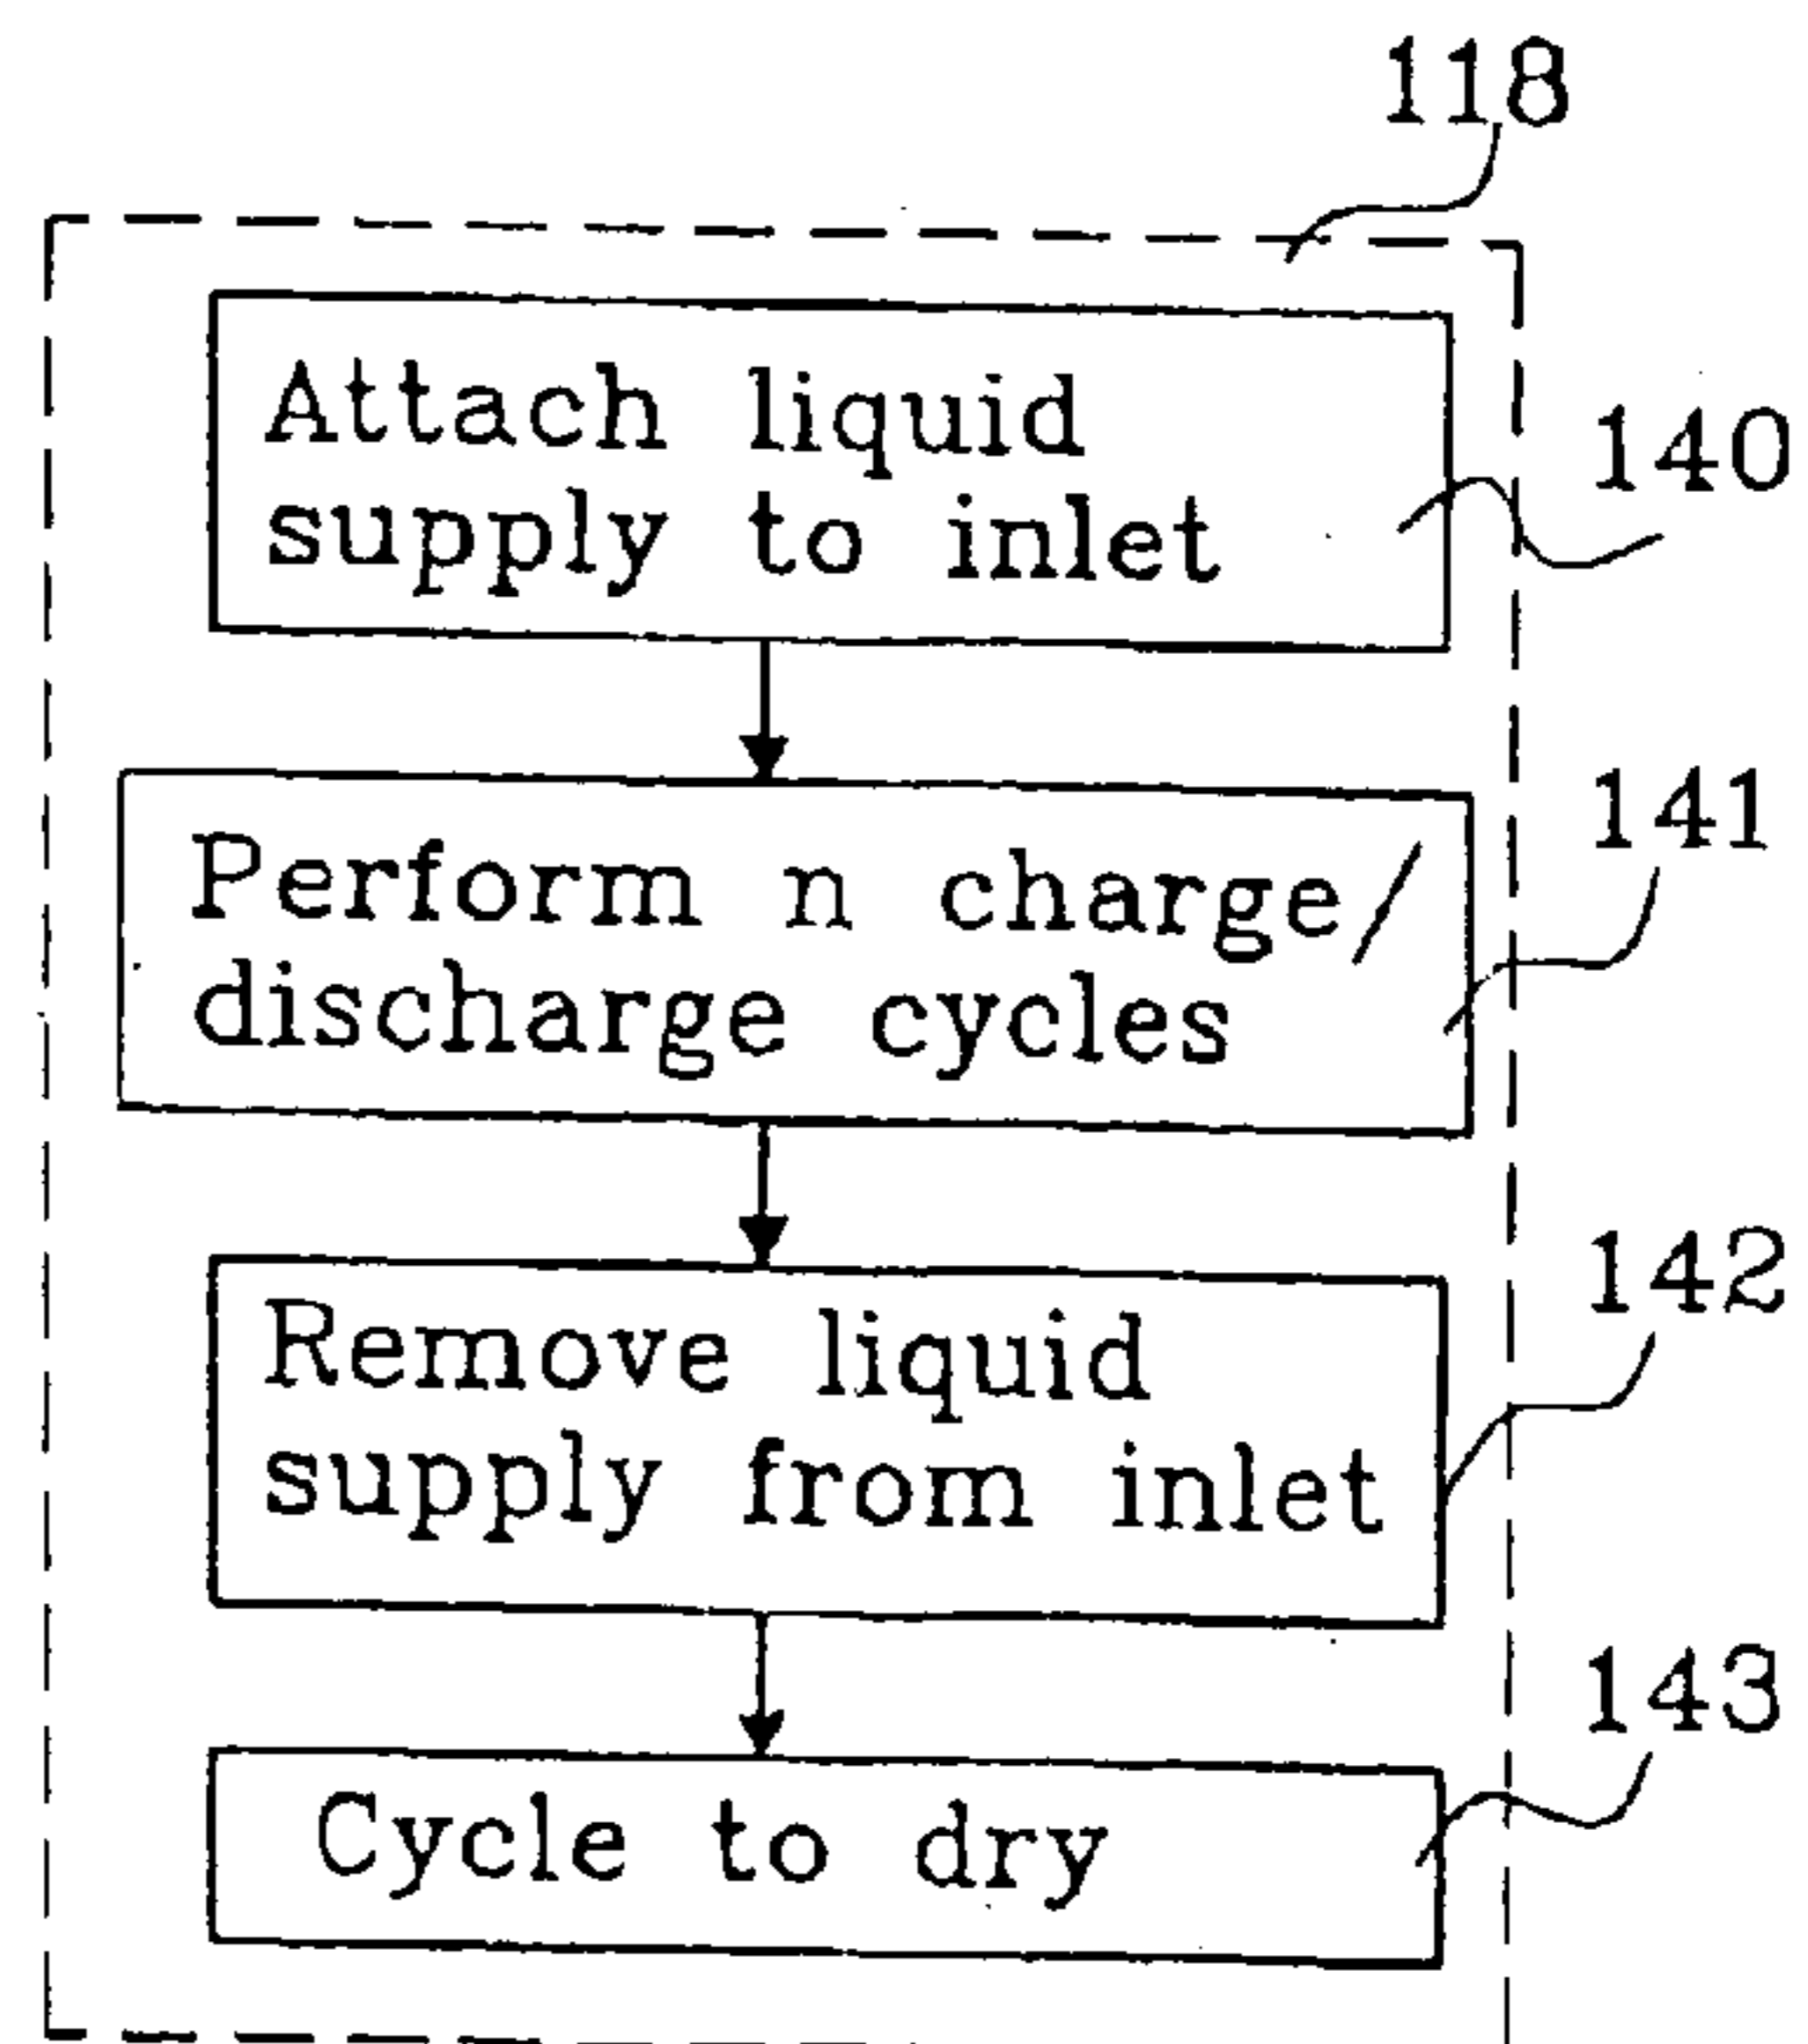 118
Attach liquid
supply to inlet
140
Perform n charge/
discharge cycles
141
Remove liquid
supply from inlet
142
Cycle to dry
143